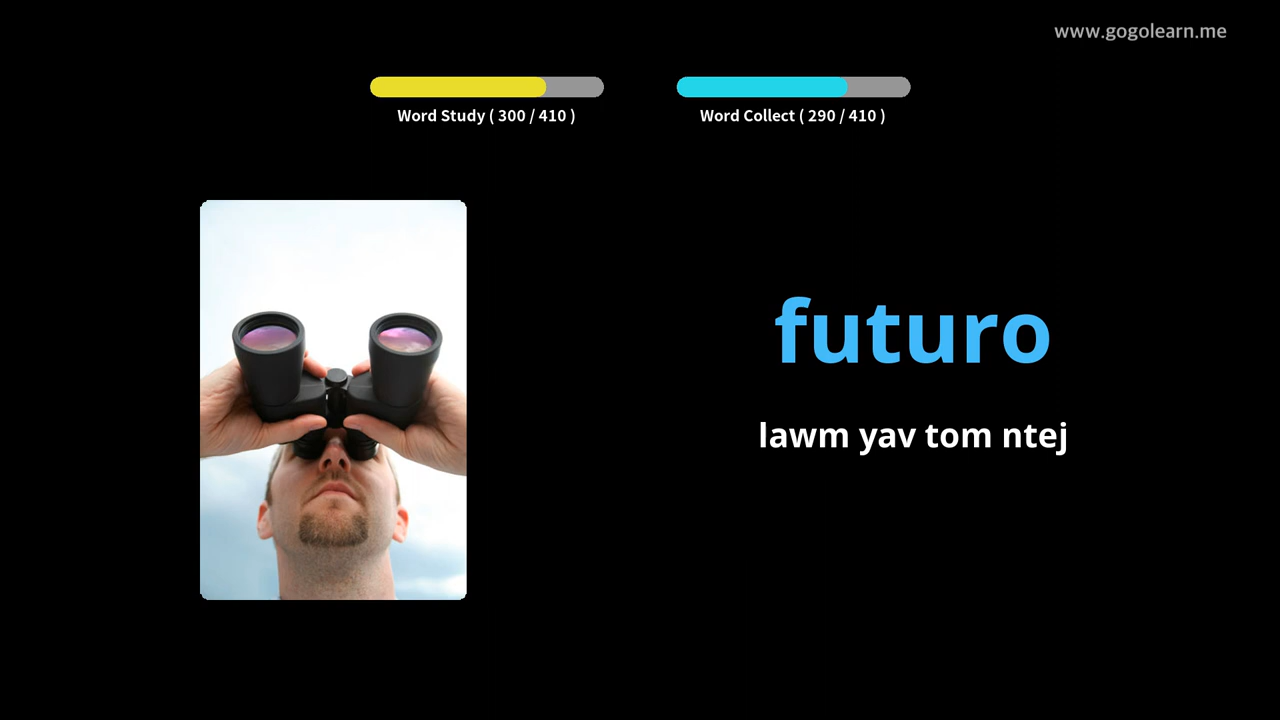 www.gogolearn.me
Word Study ( 300 / 410 )
Word Collect ( 290 / 410 )
futuro
lawm yav tom ntej